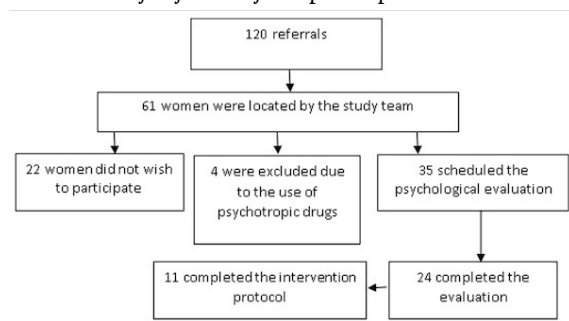 120 referrals
61 women were located by the study team
22 women did not wish
to participate
4 were excluded due
to the use of
psychotropic drugs
35 scheduled the
psychological evaluation
11 completed the intervention
protocol
24 completed the
evaluation